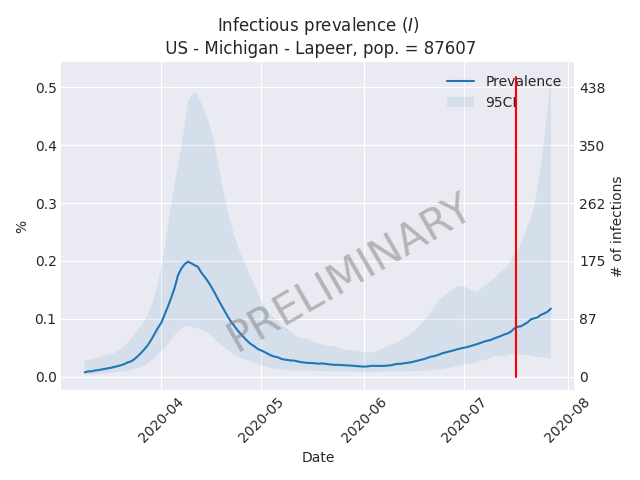 Infectious prevalence (I)
US - Michigan - Lapeer, pop. = 87607
Prevalence
95CI
0.5
0.4
0.3
0.2
0.1
0.0
%
438
350
262
175
87
0
# of infections
PRELIMINARY
2020-04
2020-05
2020-06
2020-07
2020-08
Date